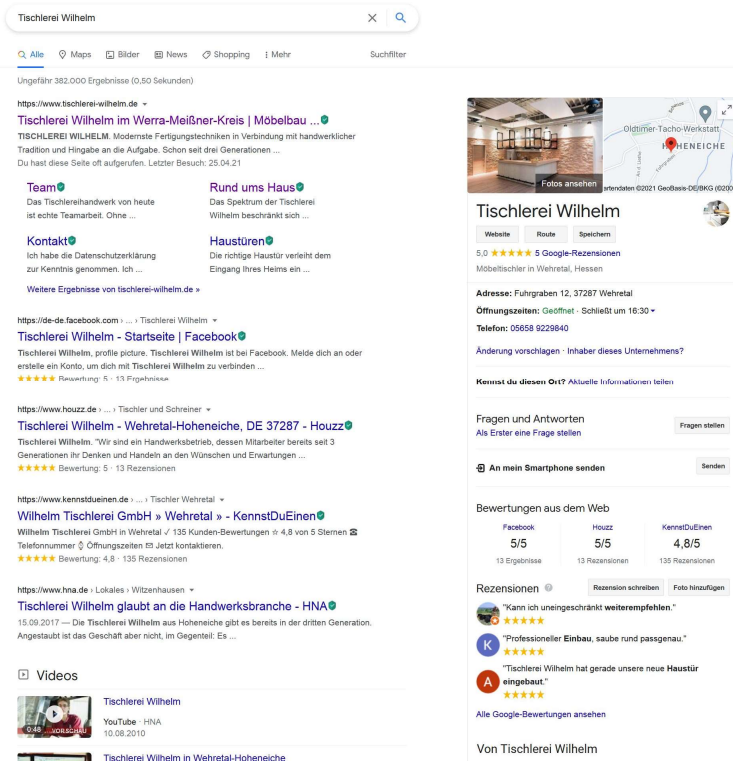 Tischlerei Wilhelm
Alle Maps Bilder News Shopping Mehr Suchfilter
Ungefähr 382.000 Ergebnisse (0,50 Sekunden)
https://www.tischlerei-wilhelm.de
Tischlerei Wilhelm im Werra-Meißner-Kreis | Möbelbau ...
TISCHLEREI WILHELM. Modernste Fertigungstechniken in Verbindung mit handwerklicher
Tradition und Hingabe an die Aufgabe. Schon seit drei Generationen ...
Du hast diese Seite oft aufgerufen. Letzter Besuch: 25.04.21
Team
Das Tischlereihandwerk von heute
ist echte Teamarbeit. Ohne ...
Rund ums Haus
Das Spektrum der Tischlerei
Wilhelm beschränkt sich ...
Kontakt
Ich habe die Datenschutzerklärung
zur Kenntnis genommen. Ich ...
Haustüren
Die richtige Haustür verleiht dem
Eingang Ihres Heims ein ...
Weitere Ergebnisse von tischlerei-wilhelm.de »
https://de-de.facebook.com › ... › Tischlerei Wilhelm
Tischlerei Wilhelm - Startseite | Facebook
Tischlerei Wilhelm, profile picture. Tischlerei Wilhelm ist bei Facebook. Melde dich an oder
erstelle ein Konto, um dich mit Tischlerei Wilhelm zu verbinden ...
★★★★★ Bewertung: 5 · 13 Ergebnisse
https://www.houzz.de › ... › Tischler und Schreiner
Tischlerei Wilhelm - Wehretal-Hoheneiche, DE 37287 - Houzz
Tischlerei Wilhelm. "Wir sind ein Handwerksbetrieb, dessen Mitarbeiter bereits seit 3
Generationen ihr Denken und Handeln an den Wünschen und Erwartungen ...
★★★★★ Bewertung: 5 · 13 Rezensionen
https://www.kennstdueinen.de › ... › Tischler Wehretal
Wilhelm Tischlerei GmbH » Wehretal » - KennstDuEinen
Wilhelm Tischlerei GmbH in Wehretal ✓ 135 Kunden-Bewertungen ☆ 4,8 von 5 Sternen ☎
Telefonnummer ⌚ Öffnungszeiten ✉ Jetzt kontaktieren.
★★★★★ Bewertung: 4,8 · 135 Rezensionen
https://www.hna.de › Lokales › Witzenhausen
Tischlerei Wilhelm glaubt an die Handwerksbranche - HNA
15.09.2017 — Die Tischlerei Wilhelm aus Hoheneiche gibt es bereits in der dritten Generation.
Angestaubt ist das Geschäft aber nicht, im Gegenteil: Es ...
Videos
0:48 VORSCHAU
Tischlerei Wilhelm
YouTube · HNA
10.08.2010
Tischlerei Wilhelm in Wehretal-Hoheneiche
Fotos ansehen
Oldtimer-Tacho-Werkstatt
HOHENEICHE
Fuhrgraben
artendaten ©2021 GeoBasis-DE/BKG (©200
Tischlerei Wilhelm
Website Route Speichern
5,0 ★★★★★ 5 Google-Rezensionen
Möbeltischler in Wehretal, Hessen
Adresse: Fuhrgraben 12, 37287 Wehretal
Öffnungszeiten: Geöffnet · Schließt um 16:30
Telefon: 05658 9229840
Änderung vorschlagen · Inhaber dieses Unternehmens?
Kennst du diesen Ort? Aktuelle Informationen teilen
Fragen und Antworten
Als Erster eine Frage stellen
Fragen stellen
An mein Smartphone senden
Senden
Bewertungen aus dem Web
Facebook Houzz KennstDuEinen
5/5 5/5 4,8/5
13 Ergebnisse 13 Rezensionen 135 Rezensionen
Rezensionen
Rezension schreiben Foto hinzufügen
"Kann ich uneingeschränkt weiterempfehlen."
★★★★★
K
"Professioneller Einbau, saube rund passgenau."
★★★★★
A
"Tischlerei Wilhelm hat gerade unsere neue Haustür
eingebaut."
★★★★★
Alle Google-Bewertungen ansehen
Von Tischlerei Wilhelm